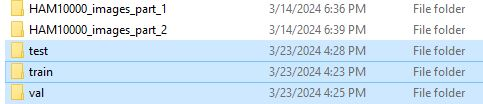 HAM10000_images_part_1 3/14/2024 6:36 PM File folder
HAM10000_images_part_2 3/14/2024 6:39 PM File folder
test 3/23/2024 4:28 PM File folder
train 3/23/2024 4:23 PM File folder
val 3/23/2024 4:25 PM File folder